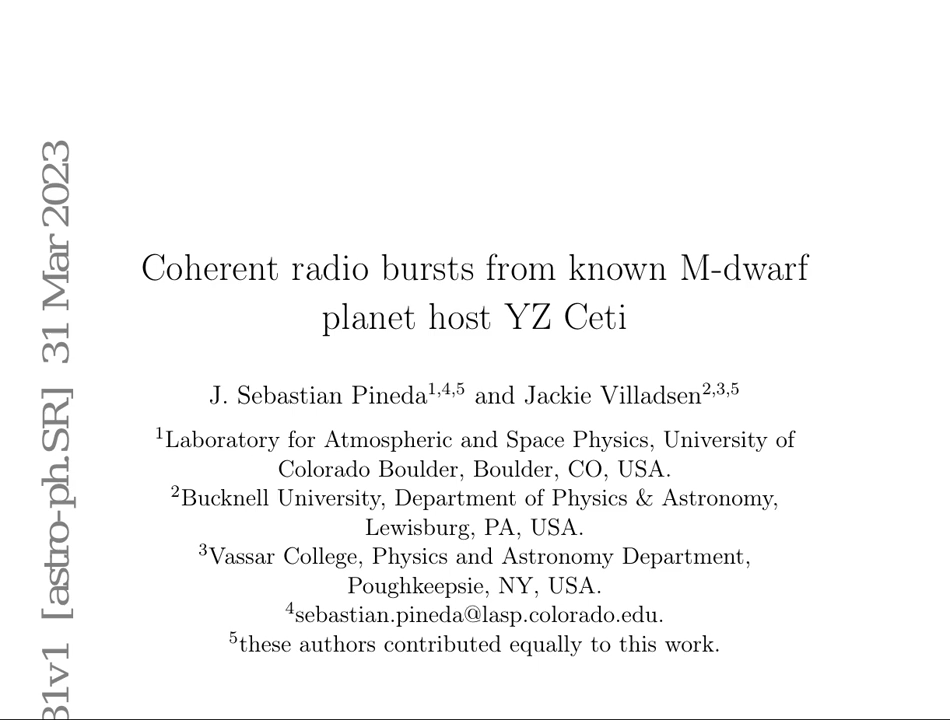 Coherent radio bursts from known M-dwarf
planet host YZ Ceti
J. Sebastian Pineda1,4,5 and Jackie Villadsen2,3,5
1Laboratory for Atmospheric and Space Physics, University of
Colorado Boulder, Boulder, CO, USA.
2Bucknell University, Department of Physics & Astronomy,
Lewisburg, PA, USA.
3Vassar College, Physics and Astronomy Department,
Poughkeepsie, NY, USA.
4sebastian.pineda@lasp.colorado.edu.
5these authors contributed equally to this work.
[astro-ph.SR] 31 Mar 2023